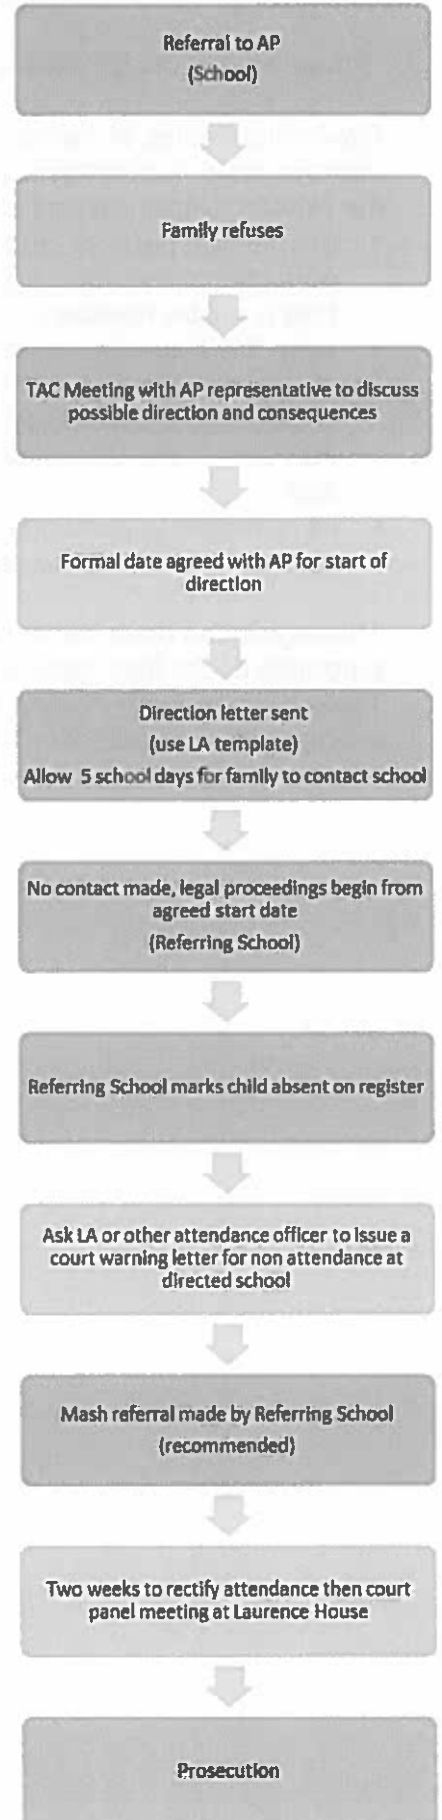 Referral to AP
(School)
Family refuses
TAC Meeting with AP representative to discuss
possible direction and consequences
Formal date agreed with AP for start of
direction
Direction letter sent
(use LA template)
Allow 5 school days for family to contact school
No contact made, legal proceedings begin from
agreed start date
(Referring School)
Referring School marks child absent on register
Ask LA or other attendance officer to issue a
court warning letter for non attendance at
directed school
Mash referral made by Referring School
(recommended)
Two weeks to rectify attendance then court
panel meeting at Laurence House
Prosecution